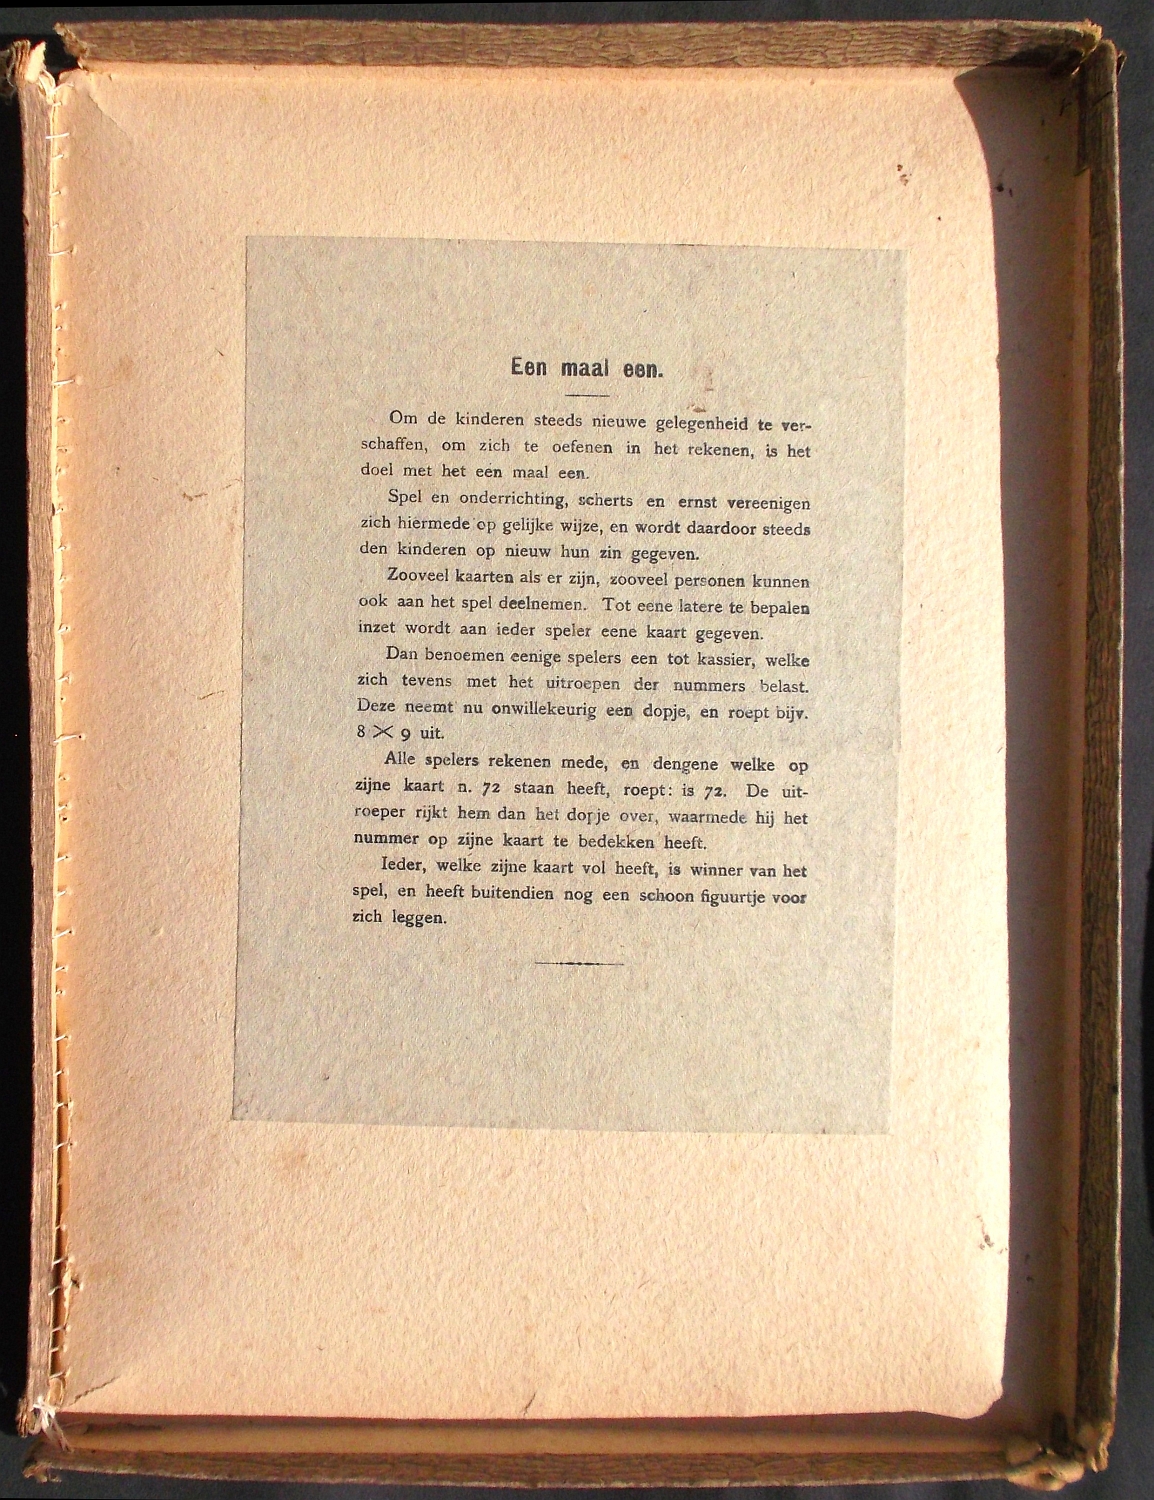 Een maal een.
Om de kinderen steeds nieuwe gelegenheid te ver-
schaffen, om zich te oefenen in het rekenen, is het
doel met het een maal een.
Spel en onderrichting, scherts en ernst vereenigen
zich hiermede op gelijke wijze, en wordt daardoor steeds
den kinderen op nieuw hun zin gegeven.
Zooveel kaarten als er zijn, zooveel personen kunnen
ook aan het spel deelnemen. Tot eene latere te bepalen
inzet wordt aan ieder speler eene kaart gegeven.
Dan benoemen eenige spelers een tot kassier, welke
zich tevens met het uitroepen der nummers belast.
Deze neemt nu onwillekeurig een dopje, en roept bijv.
8 × 9 uit.
Alle spelers rekenen mede, en dengene welke op
zijne kaart n. 72 staan heeft, roept: is 72. De uit-
roeper rijkt hem dan het dopje over, waarmede hij het
nummer op zijne kaart te bedekken heeft.
Ieder, welke zijne kaart vol heeft, is winner van het
spel, en heeft buitendien nog een schoon figuurtje voor
zich leggen.